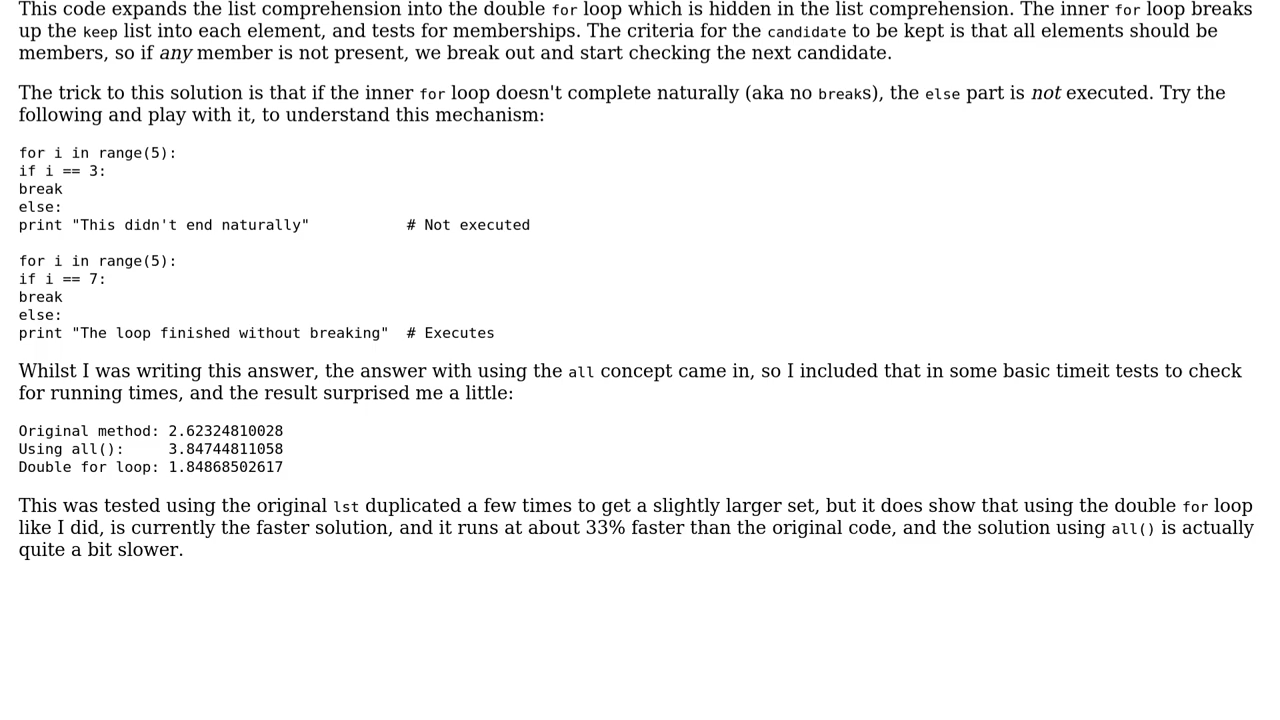 This code expands the list comprehension into the double for loop which is hidden in the list comprehension. The inner for loop breaks
up the keep list into each element, and tests for memberships. The criteria for the candidate to be kept is that all elements should be
members, so if any member is not present, we break out and start checking the next candidate.
The trick to this solution is that if the inner for loop doesn't complete naturally (aka no breaks), the else part is not executed. Try the
following and play with it, to understand this mechanism:
for i in range(5):
if i == 3:
break
else:
print "This didn't end naturally"           # Not executed
for i in range(5):
if i == 7:
break
else:
print "The loop finished without breaking"  # Executes
Whilst I was writing this answer, the answer with using the all concept came in, so I included that in some basic timeit tests to check
for running times, and the result surprised me a little:
Original method: 2.62324810028
Using all():     3.84744811058
Double for loop: 1.84868502617
This was tested using the original lst duplicated a few times to get a slightly larger set, but it does show that using the double for loop
like I did, is currently the faster solution, and it runs at about 33% faster than the original code, and the solution using all() is actually
quite a bit slower.